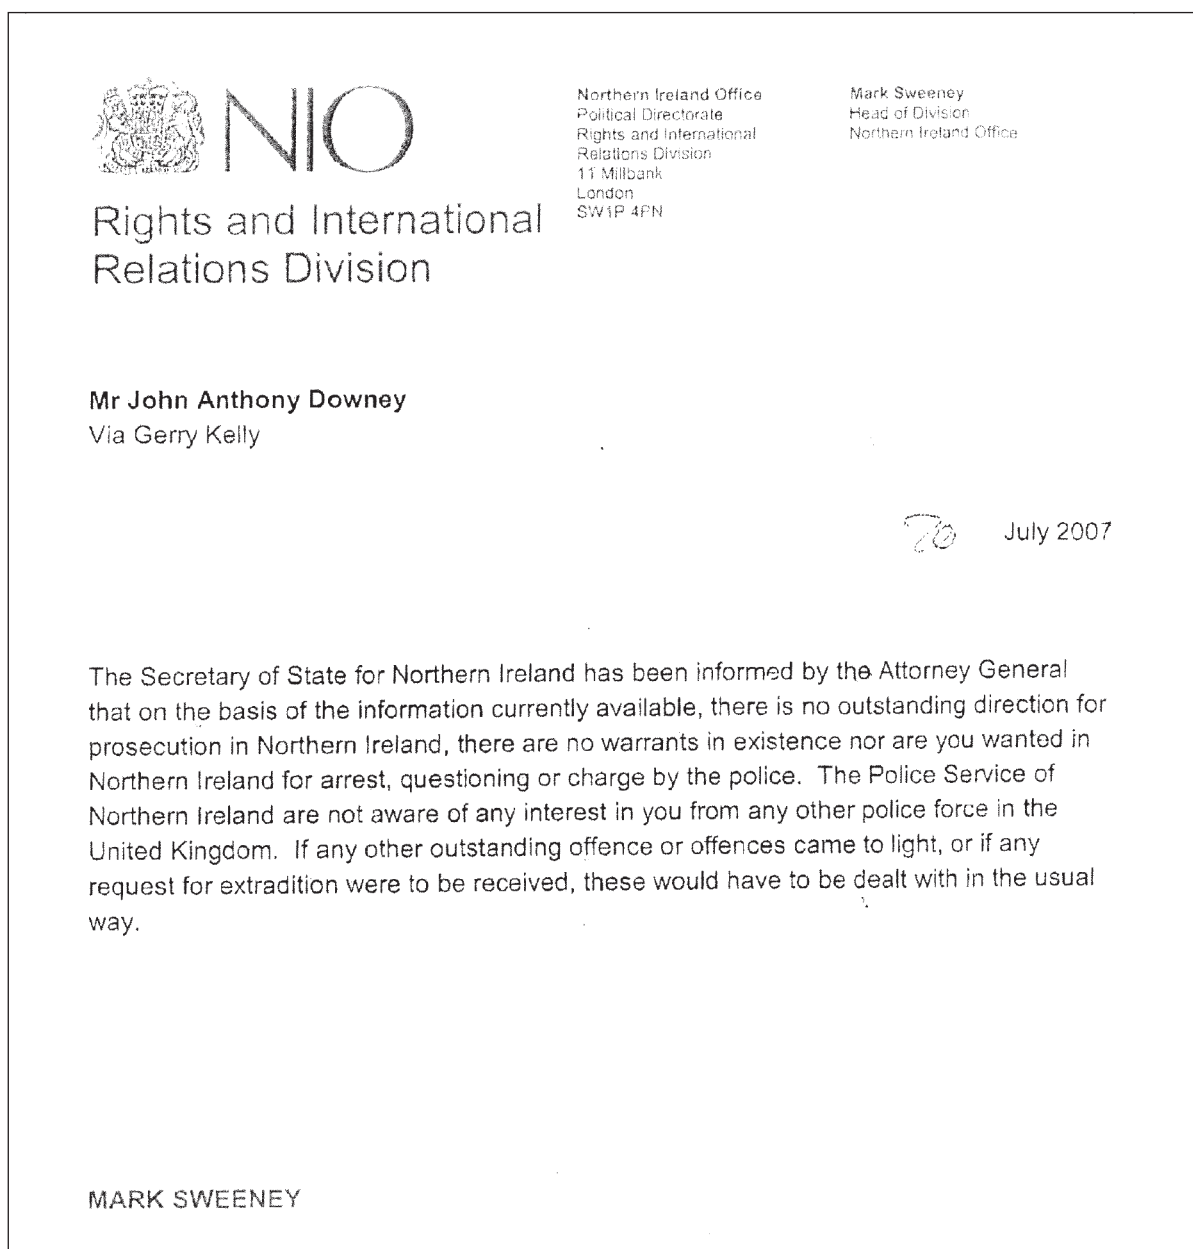 NIO
Rights and International
Relations Division
Northern Ireland Office
Political Directorate
Rights and International
Relations Division
11 Millbank
London
SW1P 4PN
Mark Sweeney
Head of Division
Northern Ireland Office
Mr John Anthony Downey
Via Gerry Kelly
20 July 2007
The Secretary of State for Northern Ireland has been informed by the Attorney General
that on the basis of the information currently available, there is no outstanding direction for
prosecution in Northern Ireland, there are no warrants in existence nor are you wanted in
Northern Ireland for arrest, questioning or charge by the police. The Police Service of
Northern Ireland are not aware of any interest in you from any other police force in the
United Kingdom. If any other outstanding offence or offences came to light, or if any
request for extradition were to be received, these would have to be dealt with in the usual
way.
MARK SWEENEY